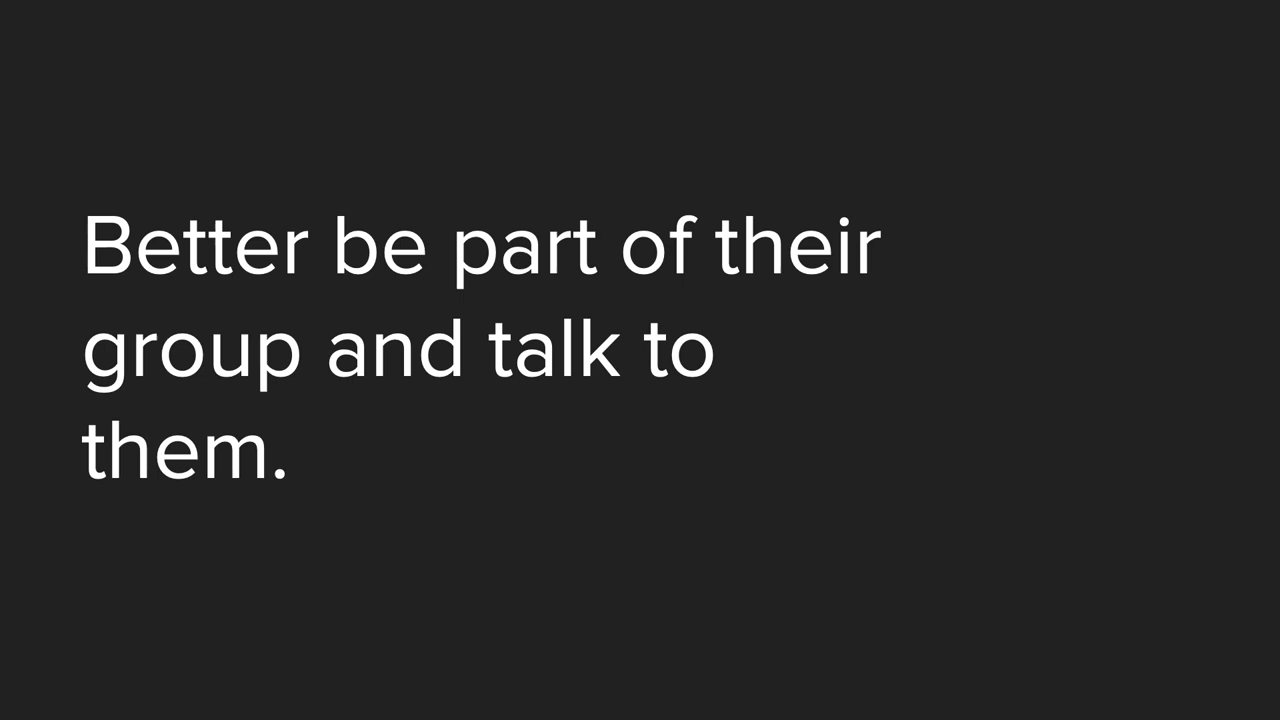 Better be part of their
group and talk to
them.